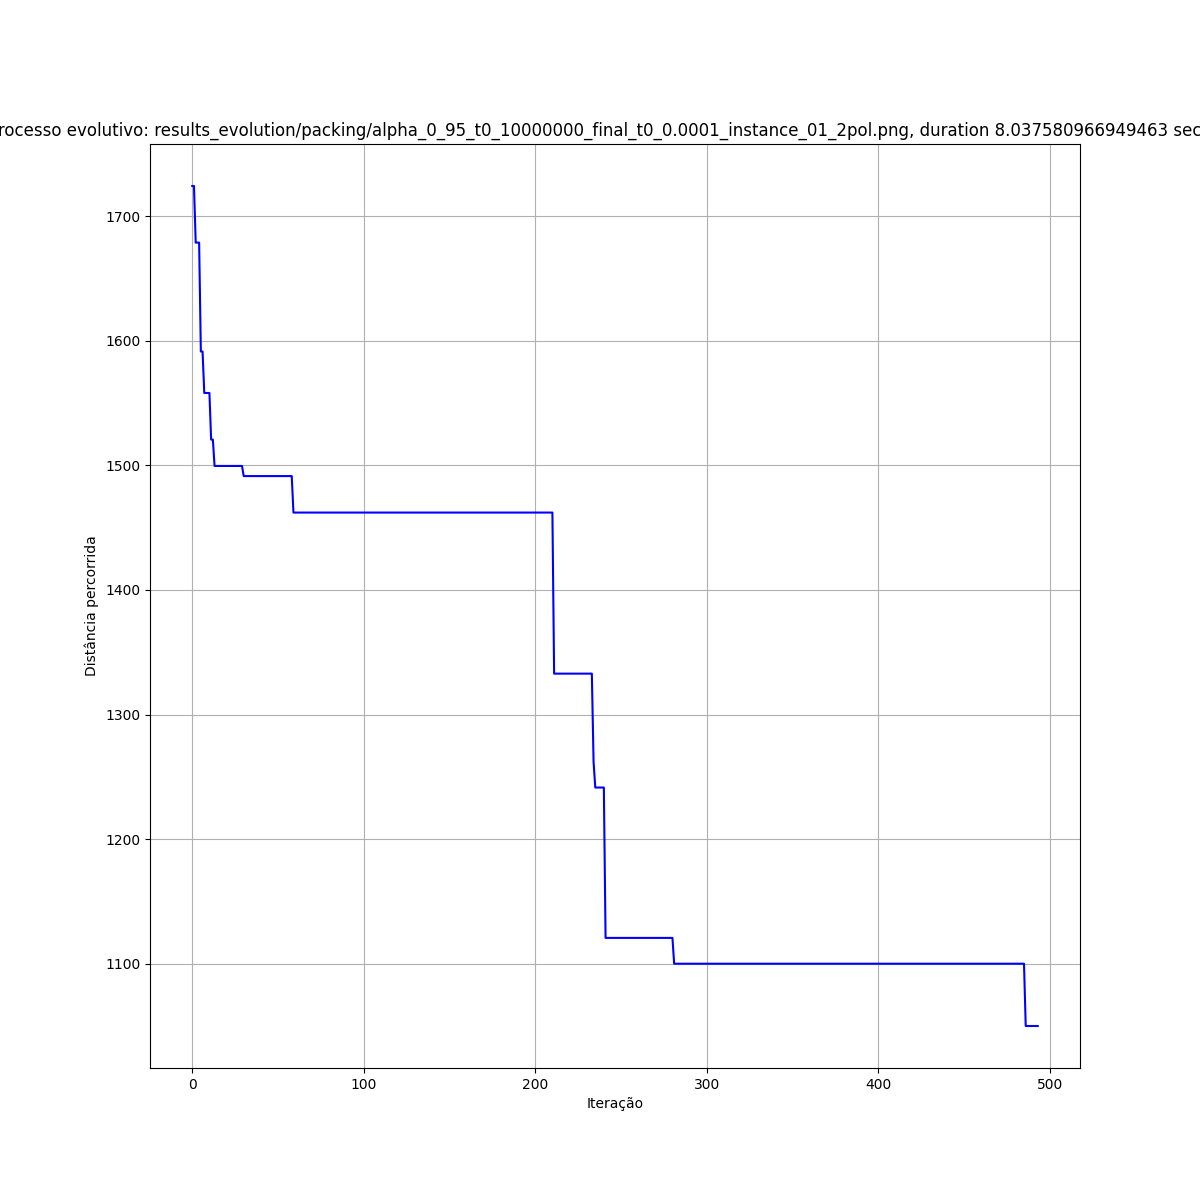 rocesso evolutivo: results_evolution/packing/alpha_0_95_t0_10000000_final_t0_0.0001_instance_01_2pol.png, duration 8.037580966949463 sec
1700
1600
1500
1400
1300
1200
1100
Distância percorrida
0 100 200 300 400 500
Iteração